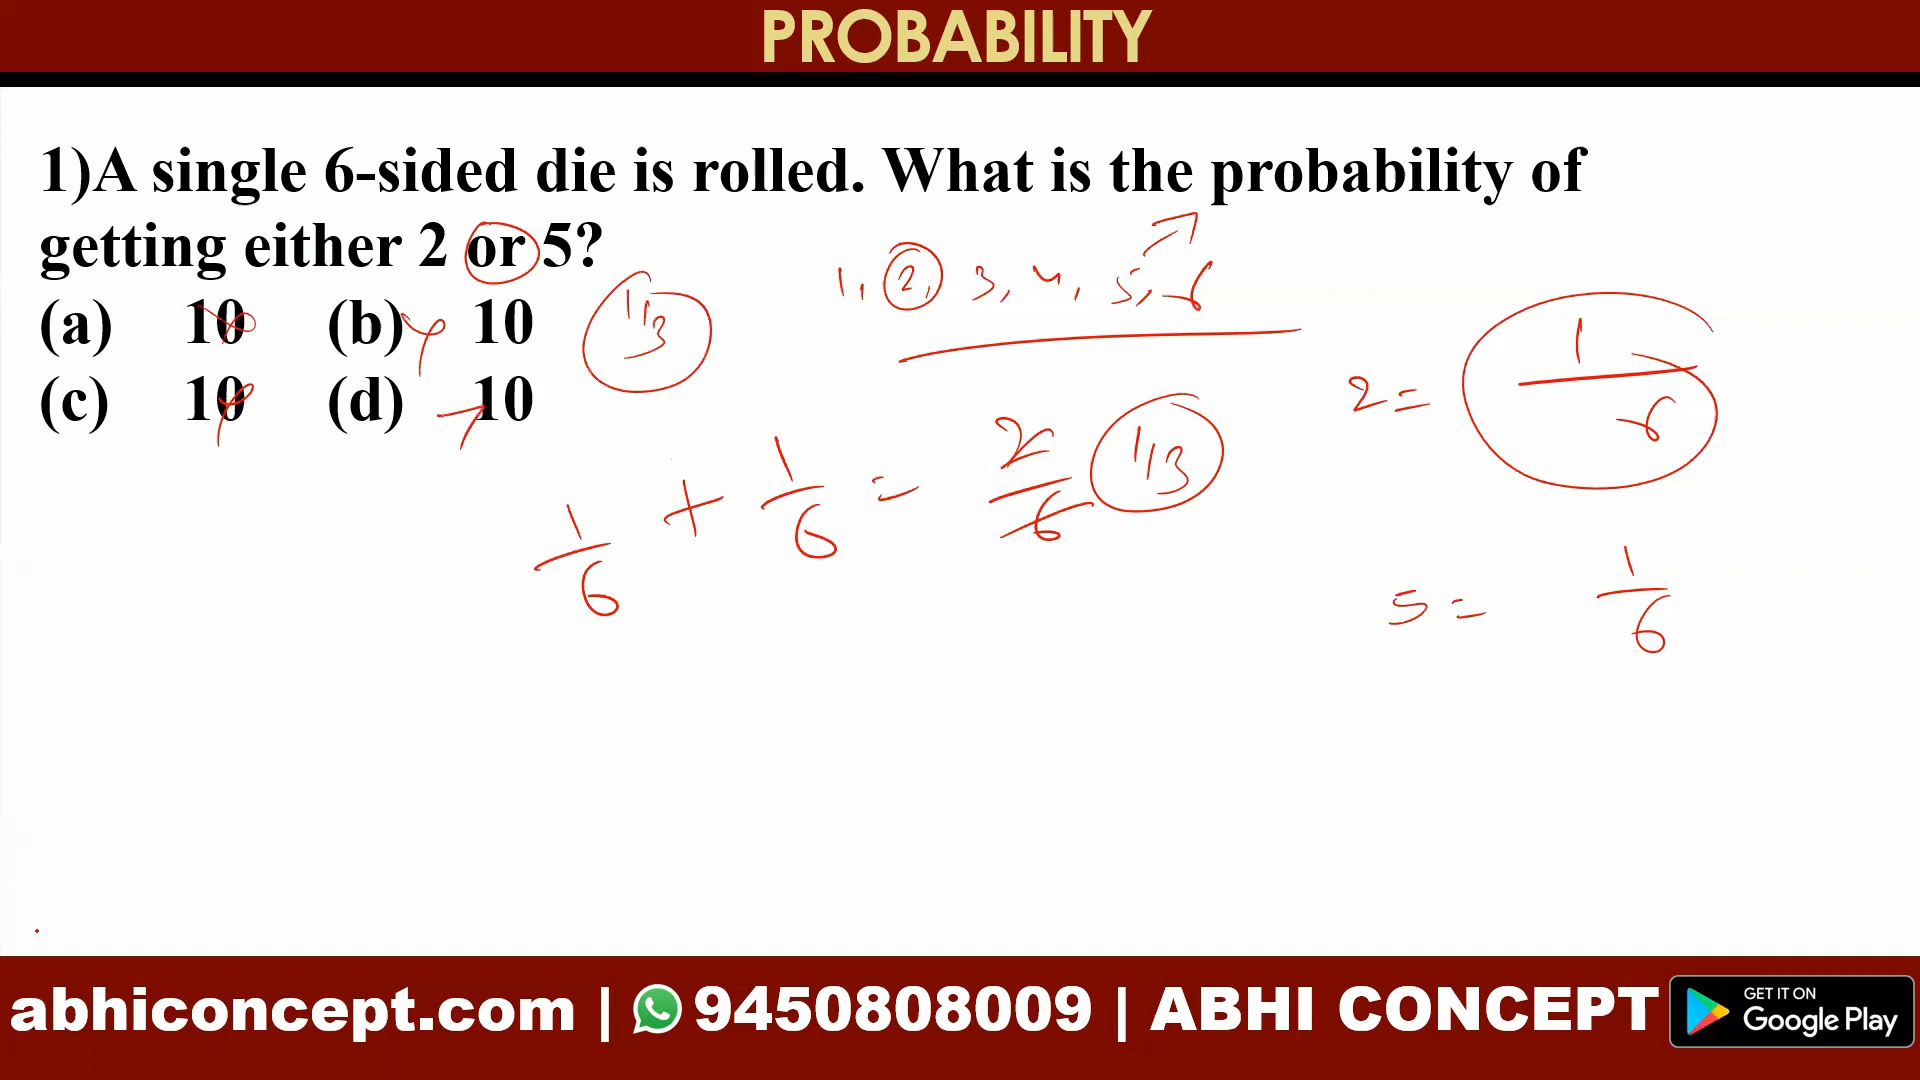 PROBABILITY
1)A single 6-sided die is rolled. What is the probability of
getting either 2 or 5?
1, 2, 3, 4, 5, 6
(a) 10 (b) 10
1/3
(c) 10 (d) 10
2 = 1/6
1/6 + 1/6 = 2/6 1/3
5 = 1/6
abhiconcept.com | 9450808009 | ABHI CONCEPT
GET IT ON
Google Play